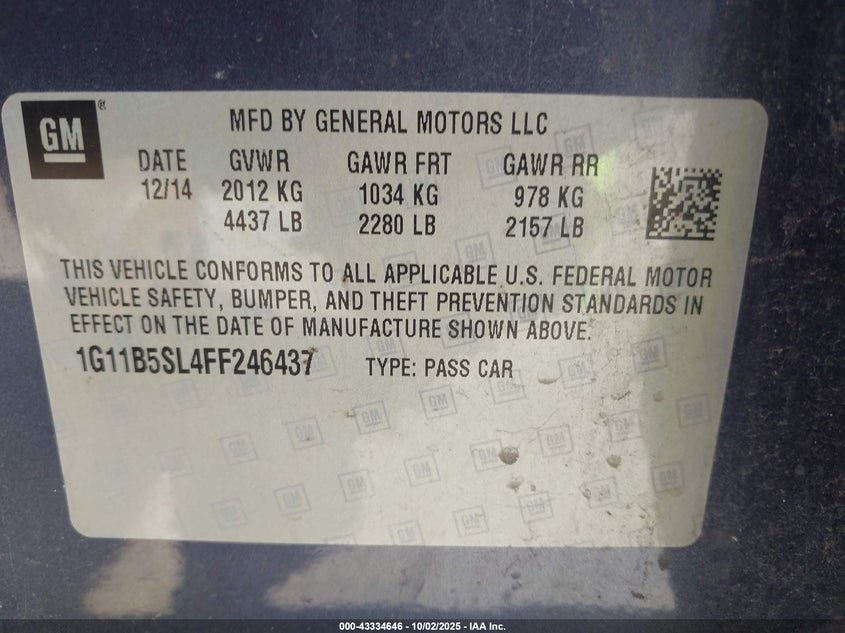 GM ®
MFD BY GENERAL MOTORS LLC
DATE GVWR GAWR FRT GAWR RR
12/14 2012 KG 1034 KG 978 KG
4437 LB 2280 LB 2157 LB
THIS VEHICLE CONFORMS TO ALL APPLICABLE U.S. FEDERAL MOTOR
VEHICLE SAFETY, BUMPER, AND THEFT PREVENTION STANDARDS IN
EFFECT ON THE DATE OF MANUFACTURE SHOWN ABOVE.
1G11B5SL4FF246437 TYPE: PASS CAR
000-43334646 - 10/02/2025 - IAA Inc.